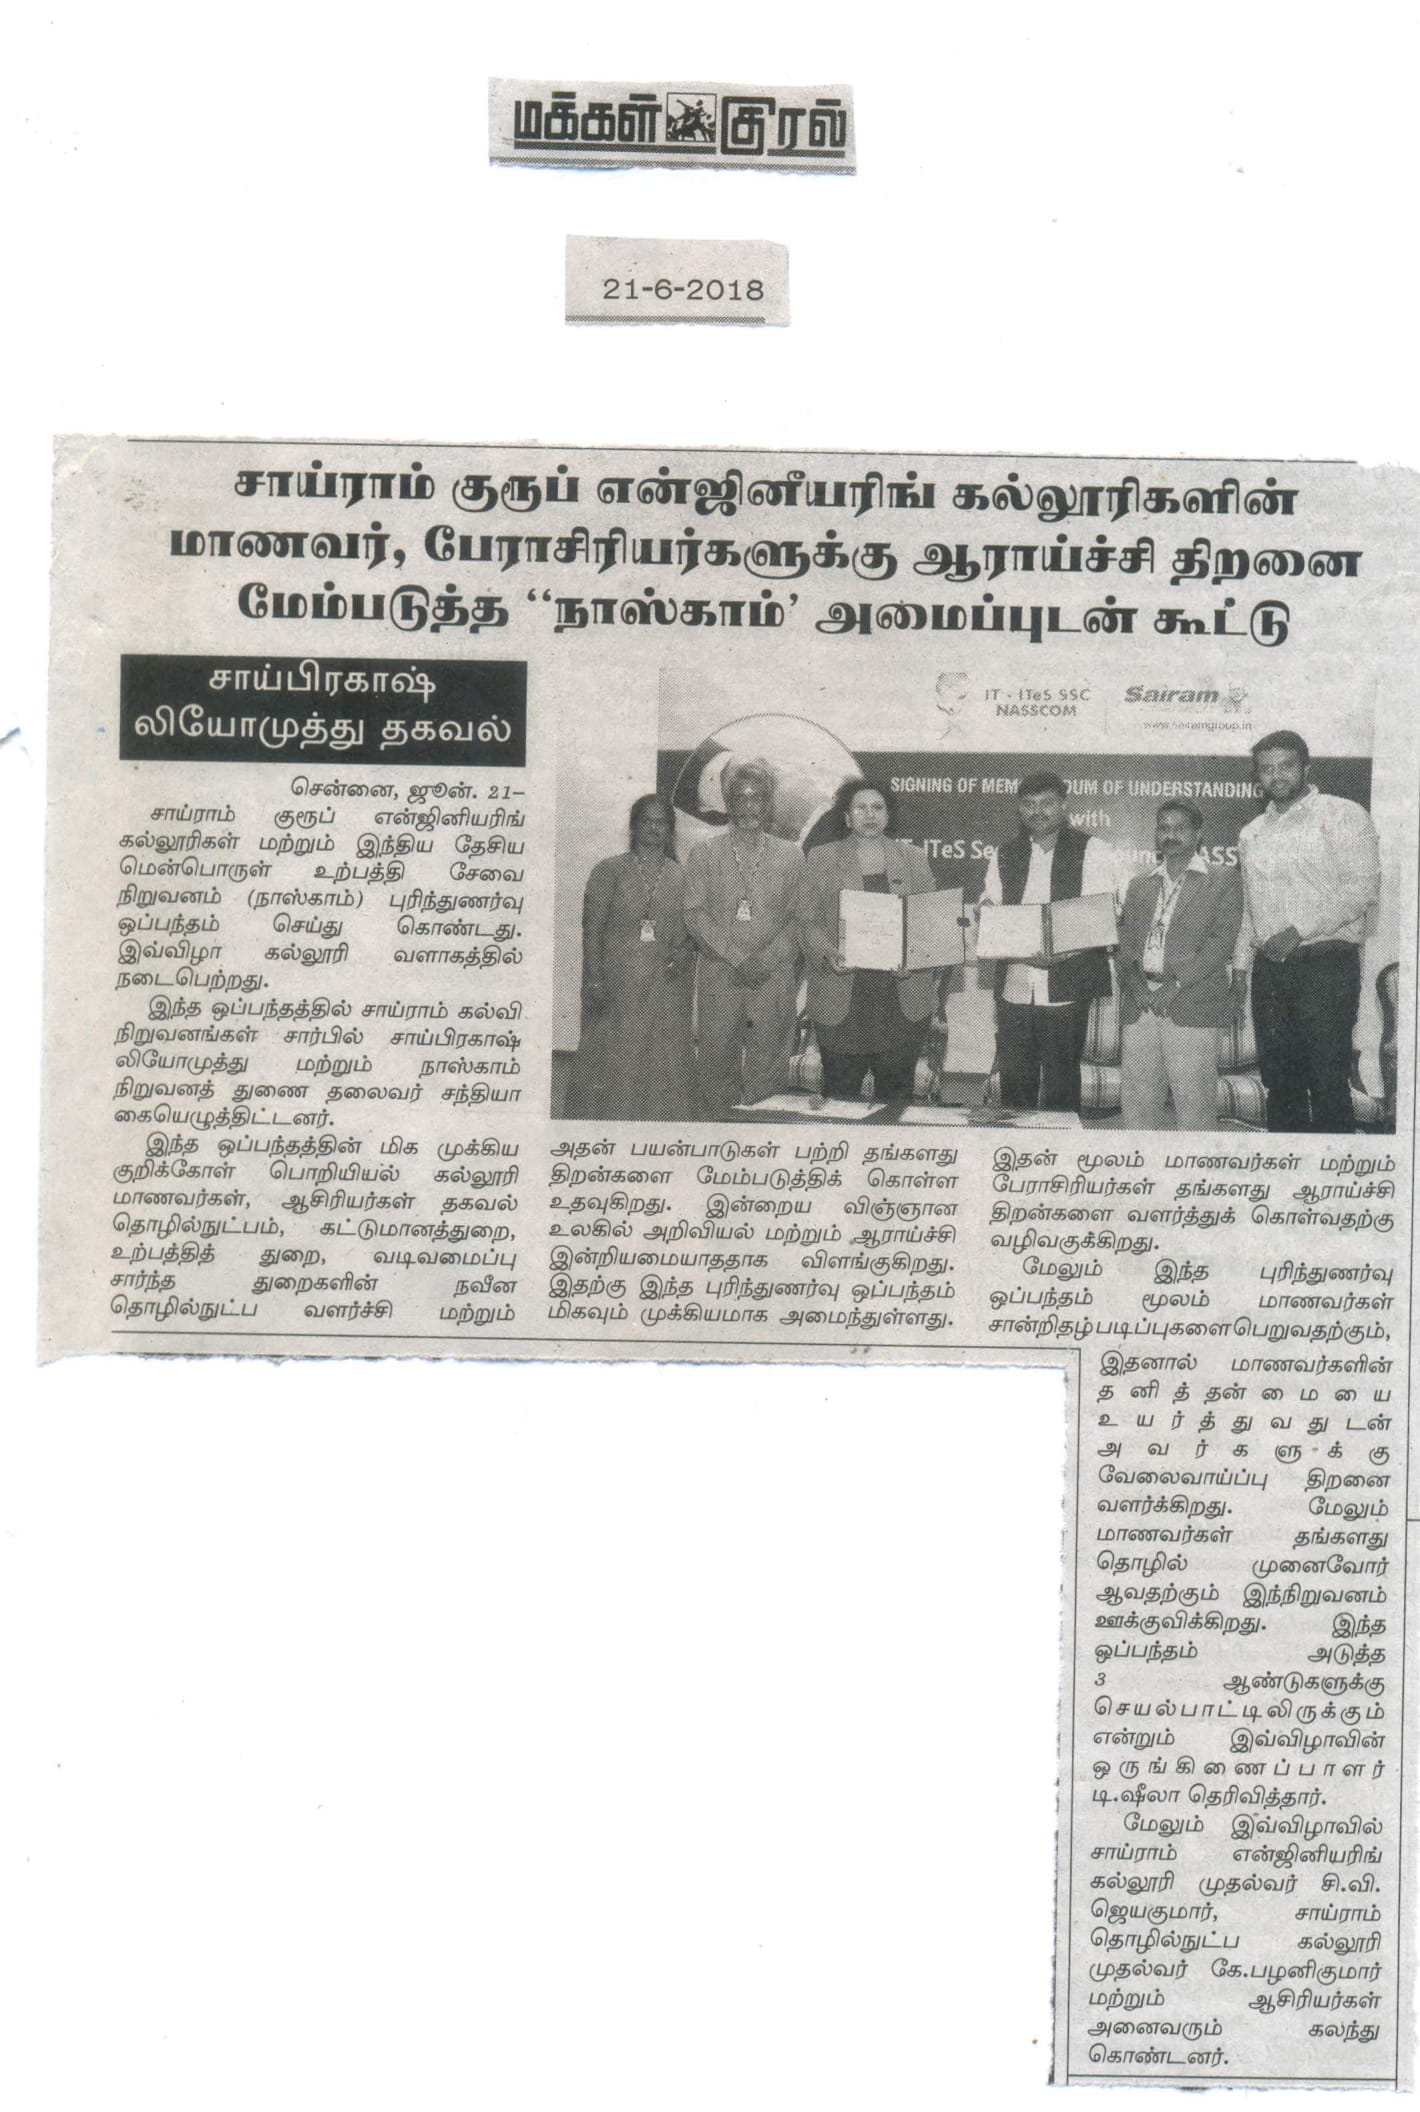 மக்கள் குரல்
21-6-2018
சாய்ராம் குரூப் என்ஜினீயரிங் கல்லூரிகளின்
மாணவர், பேராசிரியர்களுக்கு ஆராய்ச்சி திறனை
மேம்படுத்த “நாஸ்காம்’ அமைப்புடன் கூட்டு
சாய்பிரகாஷ்
லியோமுத்து தகவல்
சென்னை, ஜூன். 21–
சாய்ராம் குரூப் என்ஜினியரிங்
கல்லூரிகள் மற்றும் இந்திய தேசிய
மென்பொருள் உற்பத்தி சேவை
நிறுவனம் (நாஸ்காம்) புரிந்துணர்வு
ஒப்பந்தம் செய்து கொண்டது.
இவ்விழா கல்லூரி வளாகத்தில்
நடைபெற்றது.
இந்த ஒப்பந்தத்தில் சாய்ராம் கல்வி
நிறுவனங்கள் சார்பில் சாய்பிரகாஷ்
லியோமுத்து மற்றும் நாஸ்காம்
நிறுவனத் துணை தலைவர் சந்தியா
கையெழுத்திட்டனர்.
இந்த ஒப்பந்தத்தின் மிக முக்கிய
குறிக்கோள் பொறியியல் கல்லூரி
மாணவர்கள், ஆசிரியர்கள் தகவல்
தொழில்நுட்பம், கட்டுமானத்துறை,
உற்பத்தித் துறை, வடிவமைப்பு
சார்ந்த துறைகளின் நவீன
தொழில்நுட்ப வளர்ச்சி மற்றும்
IT - ITeS SSC
NASSCOM
Sairam
www.sairamgroup.in
SIGNING OF MEM DUM OF UNDERSTANDING
with
ITeS Se ounc ASS
அதன் பயன்பாடுகள் பற்றி தங்களது
திறன்களை மேம்படுத்திக் கொள்ள
உதவுகிறது. இன்றைய விஞ்ஞான
உலகில் அறிவியல் மற்றும் ஆராய்ச்சி
இன்றியமையாததாக விளங்குகிறது.
இதற்கு இந்த புரிந்துணர்வு ஒப்பந்தம்
மிகவும் முக்கியமாக அமைந்துள்ளது.
இதன் மூலம் மாணவர்கள் மற்றும்
பேராசிரியர்கள் தங்களது ஆராய்ச்சி
திறன்களை வளர்த்துக் கொள்வதற்கு
வழிவகுக்கிறது.
மேலும் இந்த புரிந்துணர்வு
ஒப்பந்தம் மூலம் மாணவர்கள்
சான்றிதழ்படிப்புகளைபெறுவதற்கும்,
இதனால் மாணவர்களின்
தனித்தன்மையை
உயர்த்துவதுடன்
அவர்களுக்கு
வேலைவாய்ப்பு திறனை
வளர்க்கிறது. மேலும்
மாணவர்கள் தங்களது
தொழில் முனைவோர்
ஆவதற்கும் இந்நிறுவனம்
ஊக்குவிக்கிறது. இந்த
ஒப்பந்தம் அடுத்த
3 ஆண்டுகளுக்கு
செயல்பாட்டிலிருக்கும்
என்றும் இவ்விழாவின்
ஒருங்கிணைப்பாளர்
டி.ஷீலா தெரிவித்தார்.
மேலும் இவ்விழாவில்
சாய்ராம் என்ஜினியரிங்
கல்லூரி முதல்வர் சி.வி.
ஜெயகுமார், சாய்ராம்
தொழில்நுட்ப கல்லூரி
முதல்வர் கே.பழனிகுமார்
மற்றும் ஆசிரியர்கள்
அனைவரும் கலந்து
கொண்டனர்.